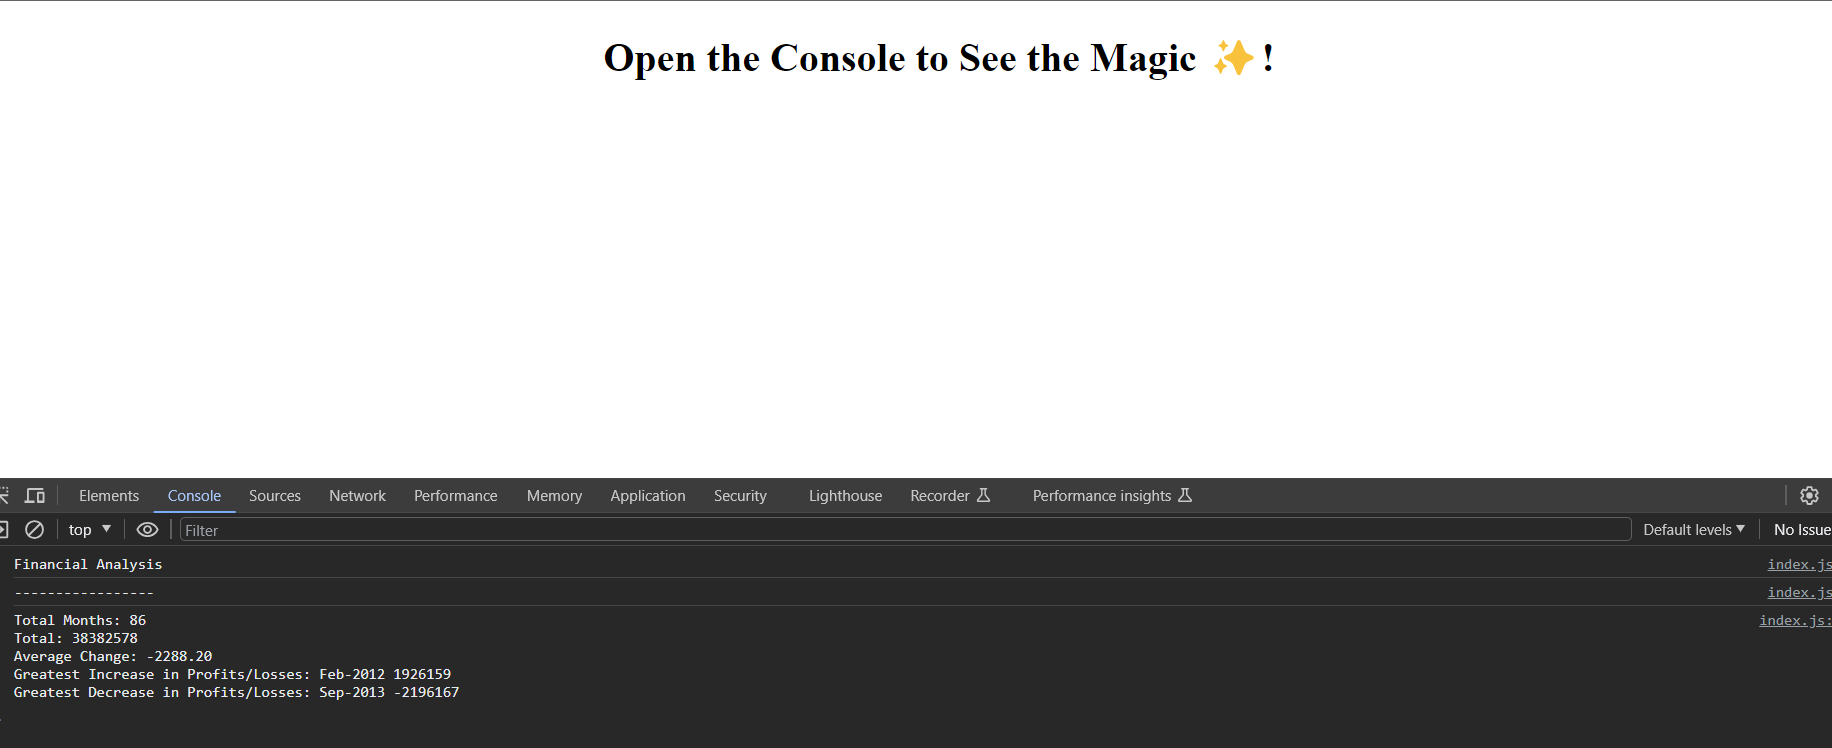 Open the Console to See the Magic ✨!
Elements Console Sources Network Performance Memory Application Security Lighthouse Recorder Performance insights
top Filter Default levels No Issue
Financial Analysis index.js
----------------- index.js
Total Months: 86 index.js:
Total: 38382578
Average Change: -2288.20
Greatest Increase in Profits/Losses: Feb-2012 1926159
Greatest Decrease in Profits/Losses: Sep-2013 -2196167